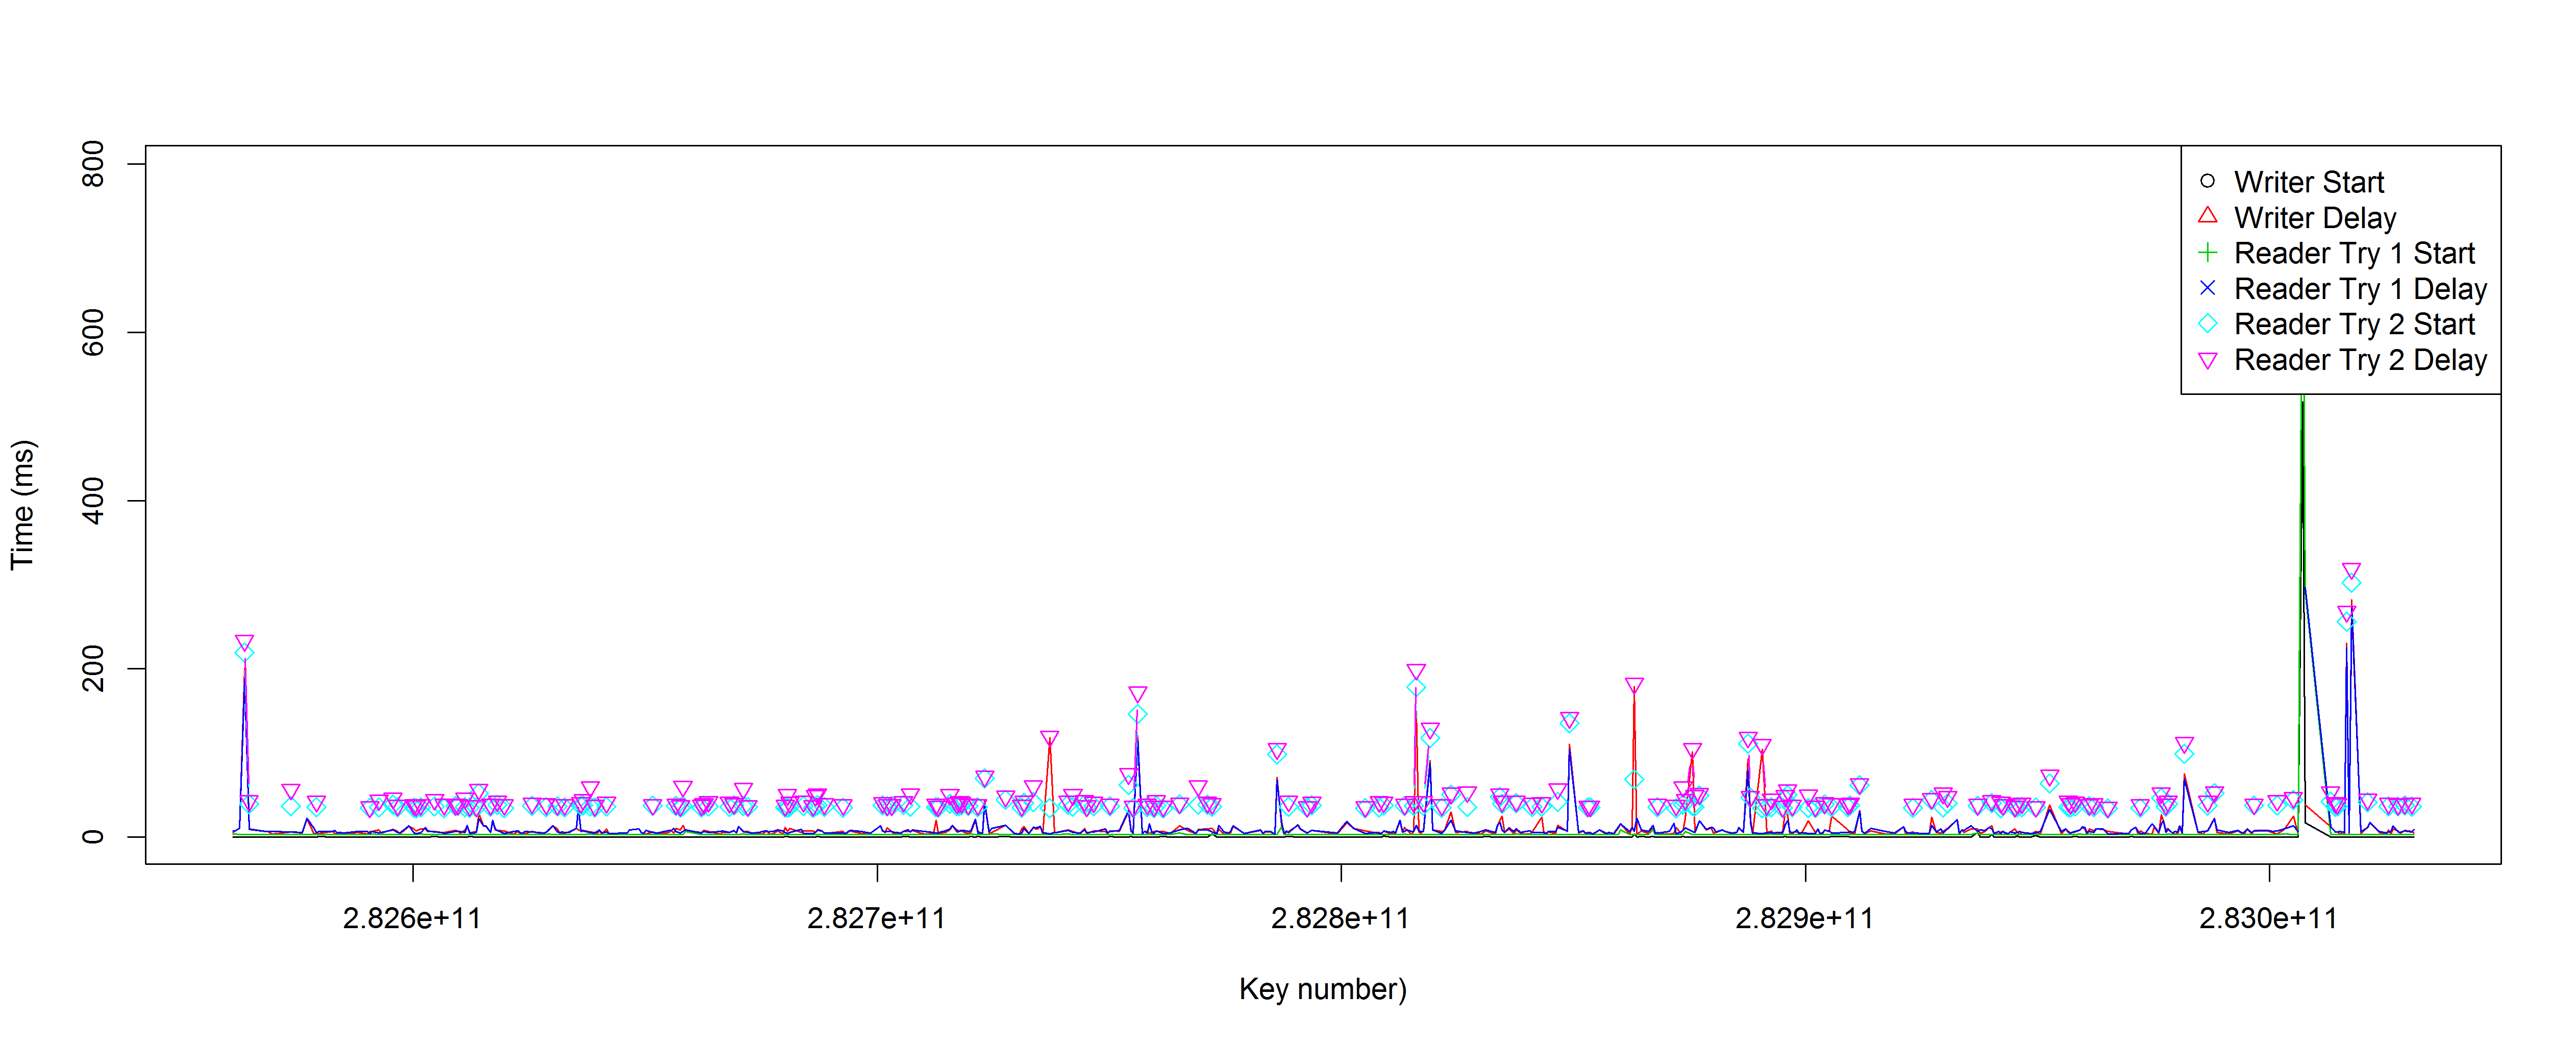 800
600
400
200
0
Time (ms)
Writer Start
Writer Delay
Reader Try 1 Start
Reader Try 1 Delay
Reader Try 2 Start
Reader Try 2 Delay
2.826e+11 2.827e+11 2.828e+11 2.829e+11 2.830e+11
Key number)